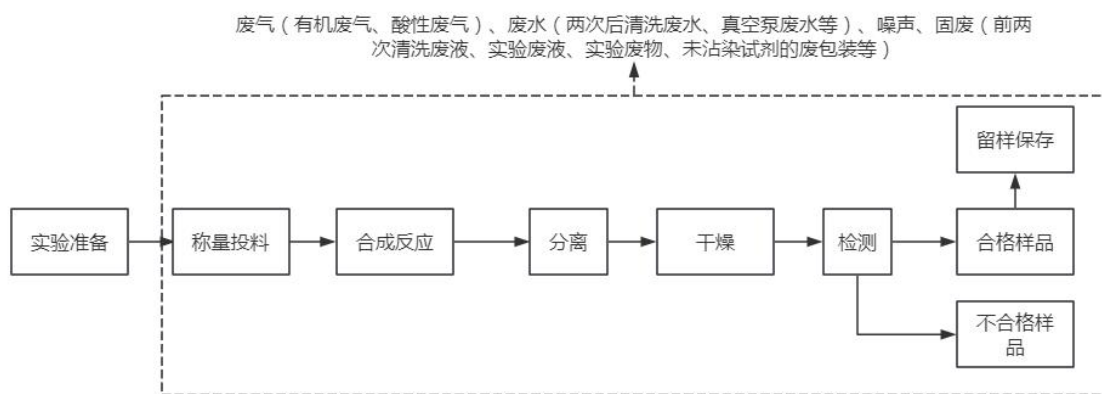 废气（有机废气、酸性废气）、废水（两次后清洗废水、真空泵废水等）、噪声、固废（前两
次清洗废液、实验废液、实验废物、未沾染试剂的废包装等）
留样保存
实验准备
称量投料
合成反应
分离
干燥
检测
合格样品
不合格样
品